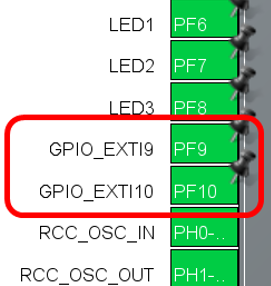 LED1 PF6
LED2 PF7
LED3 PF8
GPIO_EXTI9 PF9
GPIO_EXTI10 PF10
RCC_OSC_IN PH0-..
RCC_OSC_OUT PH1-..